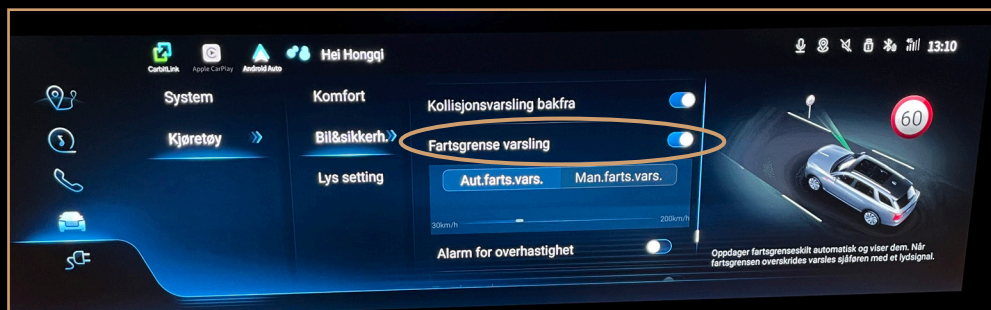 CarbitLink
Apple CarPlay
Android Auto
Hei Hongqi
13:10
System
Kjøretøy
Komfort
Bil&sikkerh.
Lys setting
Kollisjonsvarsling bakfra
Fartsgrense varsling
Aut.farts.vars.
Man.farts.vars.
30km/h
200km/h
Alarm for overhastighet
60
Oppdager fartsgrenseskilt automatisk og viser dem. Når
fartsgrensen overskrides varsles sjåføren med et lydsignal.